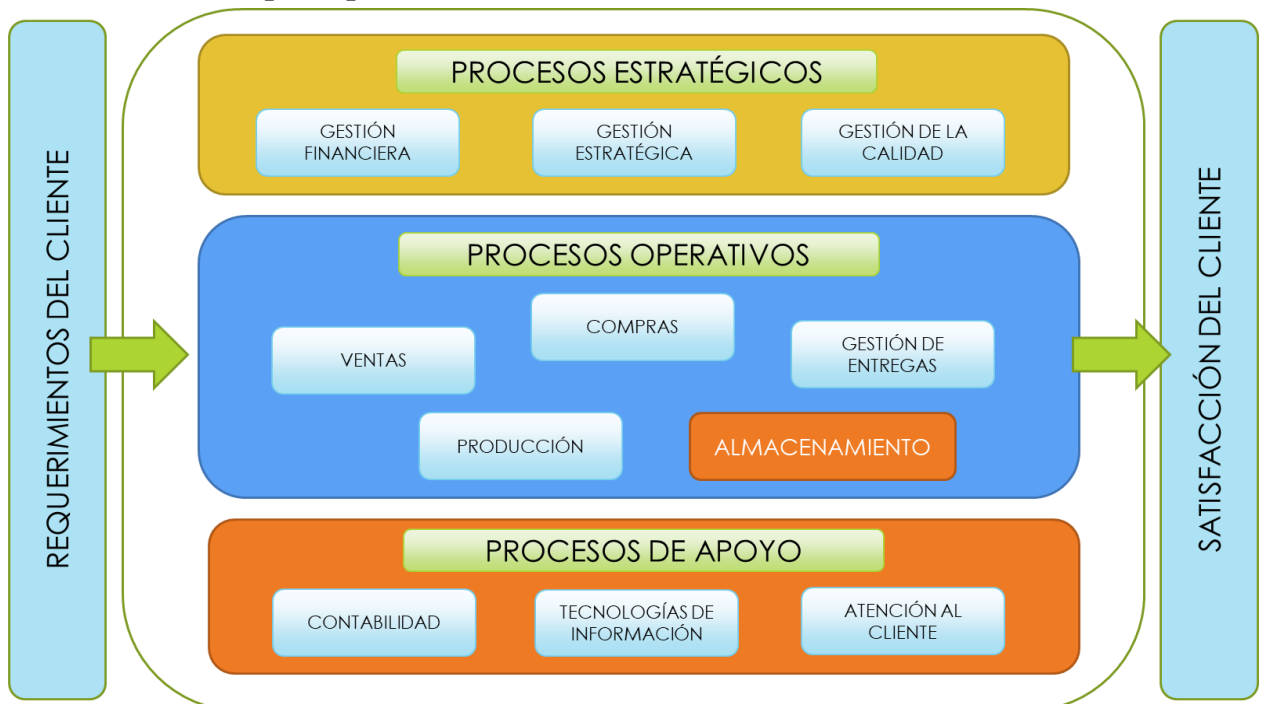 REQUERIMIENTOS DEL CLIENTE
PROCESOS ESTRATÉGICOS
GESTIÓN
FINANCIERA
GESTIÓN
ESTRATÉGICA
GESTIÓN DE LA
CALIDAD
PROCESOS OPERATIVOS
VENTAS
COMPRAS
GESTIÓN DE
ENTREGAS
PRODUCCIÓN
ALMACENAMIENTO
PROCESOS DE APOYO
CONTABILIDAD
TECNOLOGÍAS DE
INFORMACIÓN
ATENCIÓN AL
CLIENTE
SATISFACCIÓN DEL CLIENTE